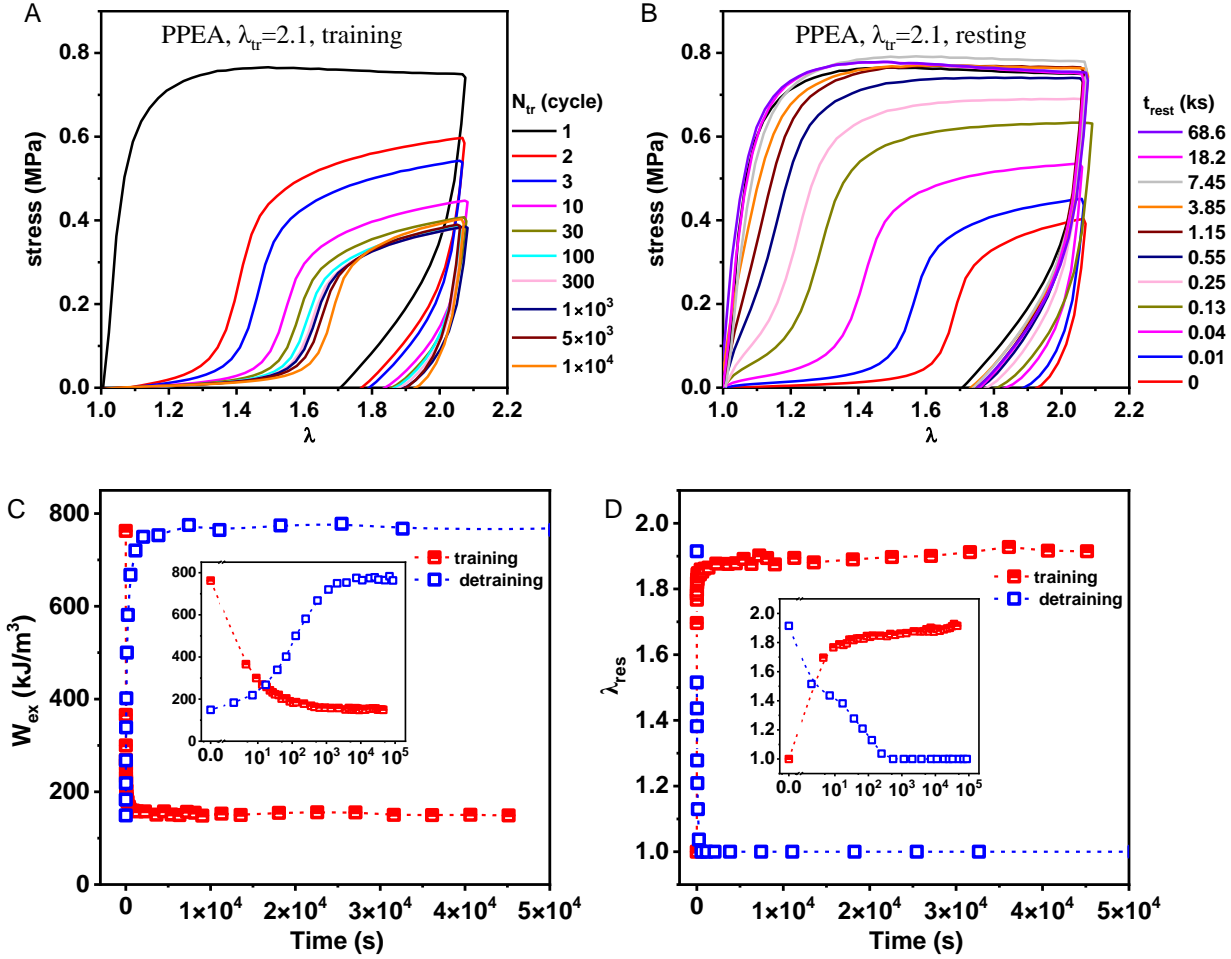 A
PPEA, λtr=2.1, training
stress (MPa)
0.8
0.6
0.4
0.2
0.0
1.0 1.2 1.4 1.6 1.8 2.0 2.2
λ
Ntr (cycle)
1
2
3
10
30
100
300
1×10³
5×10³
1×10⁴
B
PPEA, λtr=2.1, resting
stress (MPa)
0.8
0.6
0.4
0.2
0.0
1.0 1.2 1.4 1.6 1.8 2.0 2.2
λ
trest (ks)
68.6
18.2
7.45
3.85
1.15
0.55
0.25
0.13
0.04
0.01
0
C
Wex (kJ/m³)
800
600
400
200
0
0 1×10⁴ 2×10⁴ 3×10⁴ 4×10⁴ 5×10⁴
Time (s)
training
detraining
800
600
400
200
0
0.0 10¹ 10² 10³ 10⁴ 10⁵
D
λres
2.0
1.8
1.6
1.4
1.2
1.0
0 1×10⁴ 2×10⁴ 3×10⁴ 4×10⁴ 5×10⁴
Time (s)
training
detraining
2.0
1.8
1.6
1.4
1.2
1.0
0.0 10¹ 10² 10³ 10⁴ 10⁵